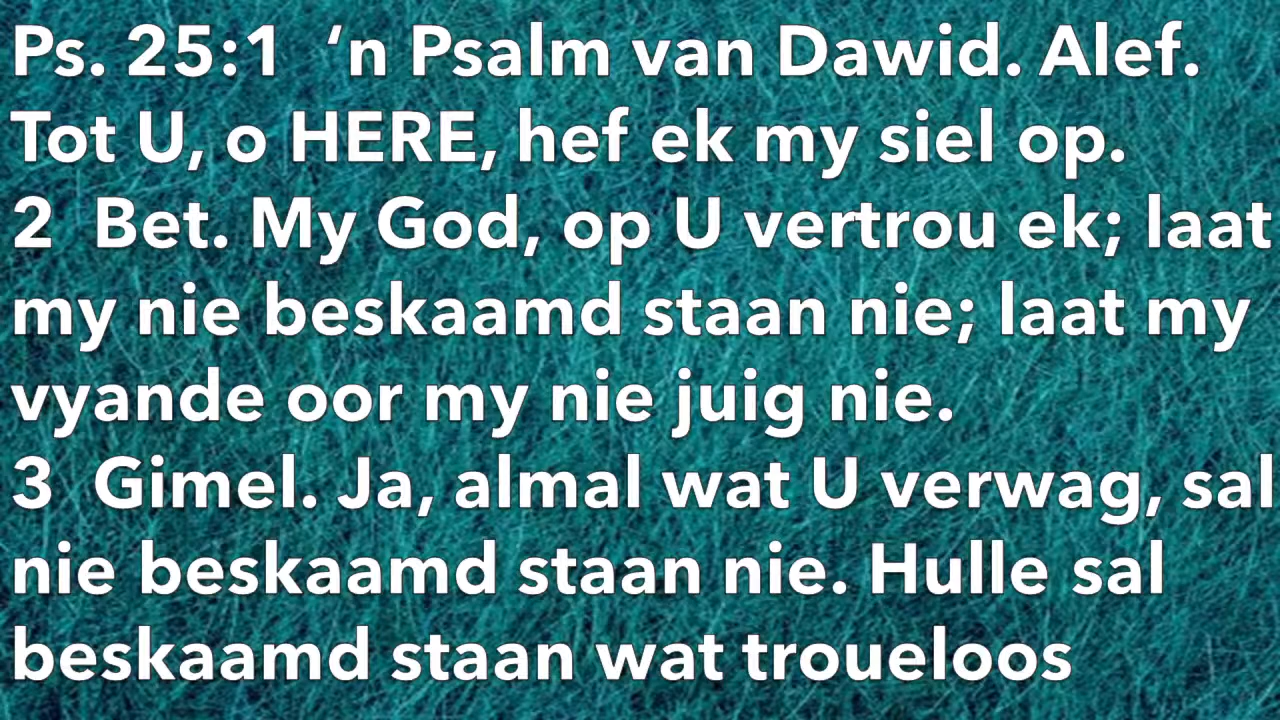 Ps. 25:1  ‘n Psalm van Dawid. Alef.
Tot U, o HERE, hef ek my siel op.
2  Bet. My God, op U vertrou ek; laat
my nie beskaamd staan nie; laat my
vyande oor my nie juig nie.
3  Gimel. Ja, almal wat U verwag, sal
nie beskaamd staan nie. Hulle sal
beskaamd staan wat troueloos